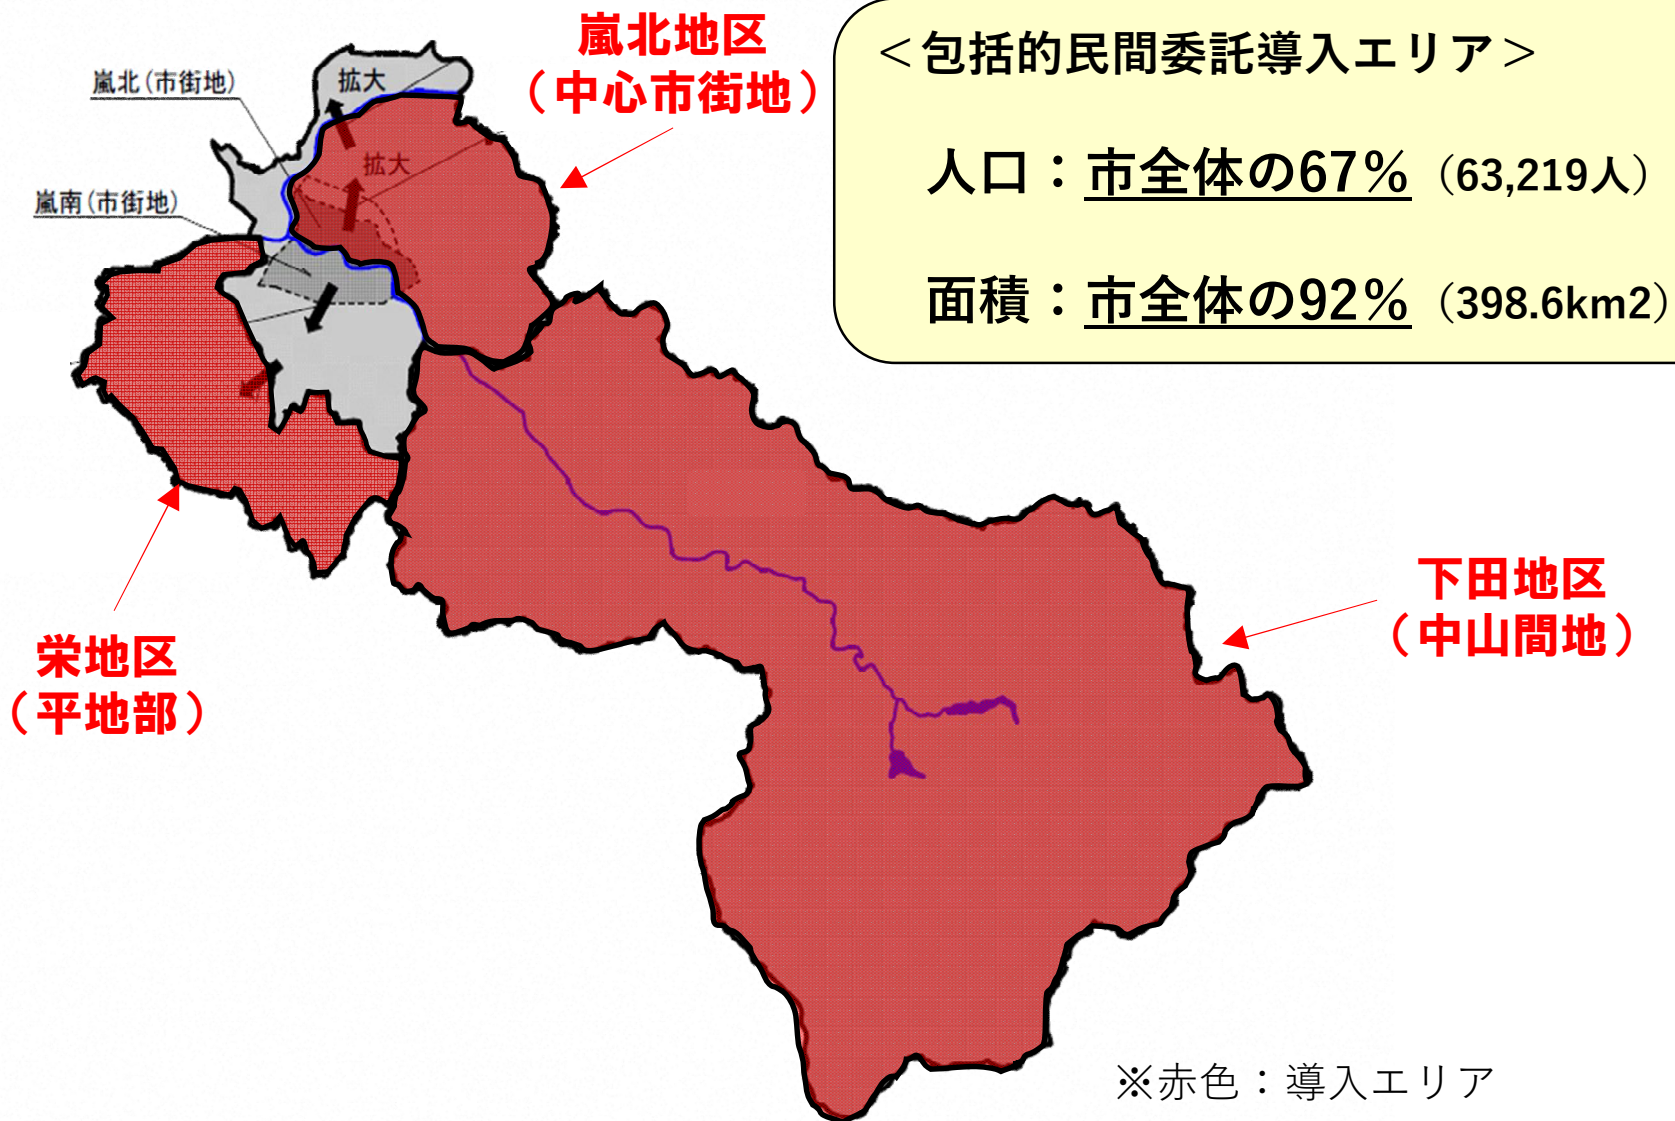 嵐北地区
（中心市街地）
＜包括的民間委託導入エリア＞
人口：市全体の67％（63,219人）
面積：市全体の92％（398.6km2）
嵐北(市街地)
拡大
拡大
嵐南(市街地)
下田地区
（中山間地）
栄地区
（平地部）
※赤色：導入エリア